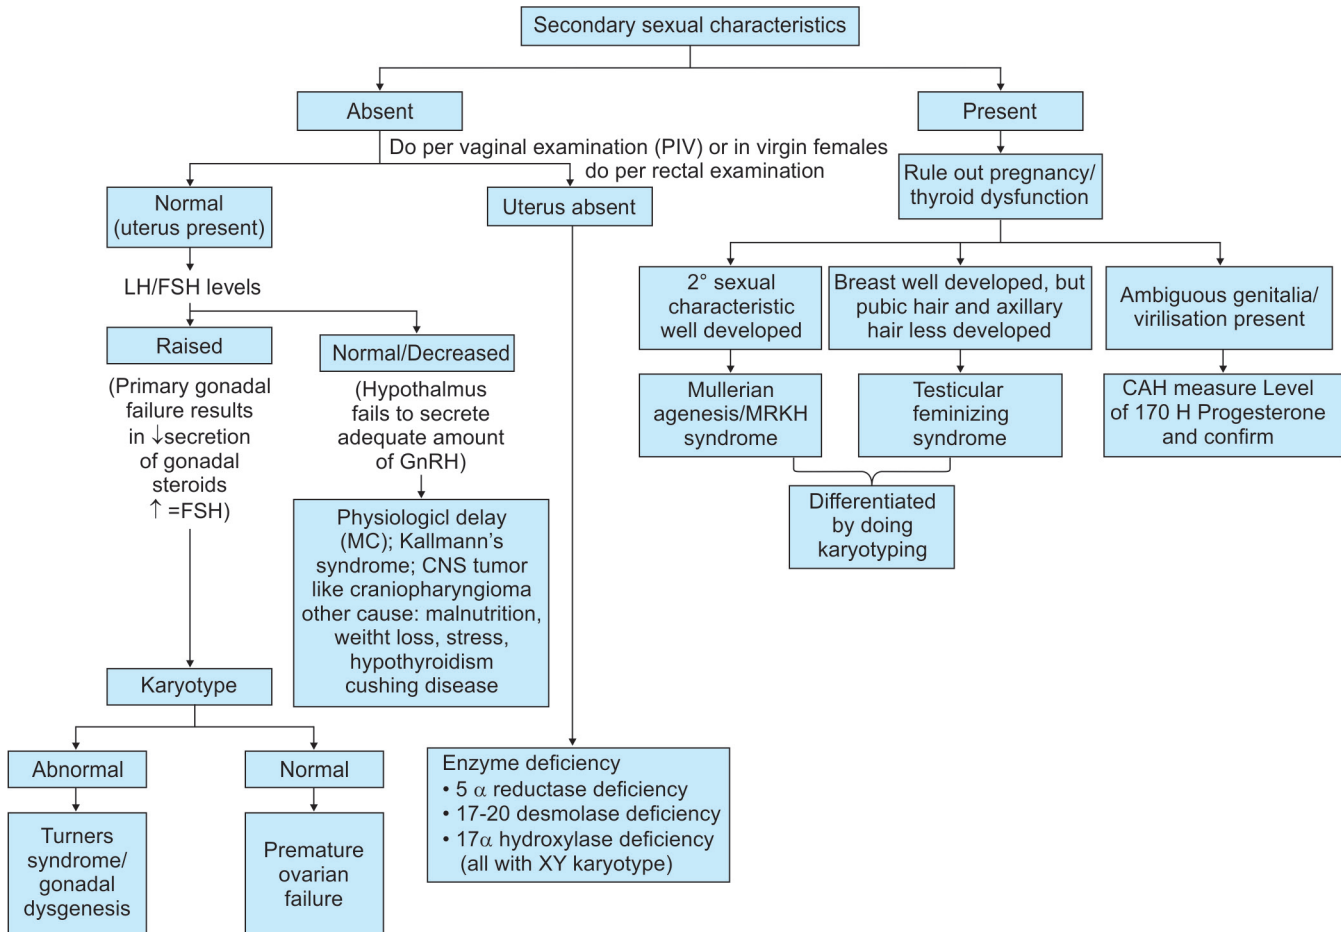 Secondary sexual characteristics
Absent
Present
Do per vaginal examination (PIV) or in virgin females
do per rectal examination
Rule out pregnancy/
thyroid dysfunction
Normal
(uterus present)
Uterus absent
LH/FSH levels
2° sexual
characteristic
well developed
Breast well developed, but
pubic hair and axillary
hair less developed
Ambiguous genitalia/
virilisation present
Raised
Normal/Decreased
(Primary gonadal
failure results
in ↓secretion
of gonadal
steroids
↑ =FSH)
(Hypothalmus
fails to secrete
adequate amount
of GnRH)
Mullerian
agenesis/MRKH
syndrome
Testicular
feminizing
syndrome
CAH measure Level
of 170 H Progesterone
and confirm
Differentiated
by doing
karyotyping
Physiologicl delay
(MC); Kallmann's
syndrome; CNS tumor
like craniopharyngioma
other cause: malnutrition,
weitht loss, stress,
hypothyroidism
cushing disease
Karyotype
Abnormal
Normal
Turners
syndrome/
gonadal
dysgenesis
Premature
ovarian
failure
Enzyme deficiency
• 5 α reductase deficiency
• 17-20 desmolase deficiency
• 17α hydroxylase deficiency
(all with XY karyotype)